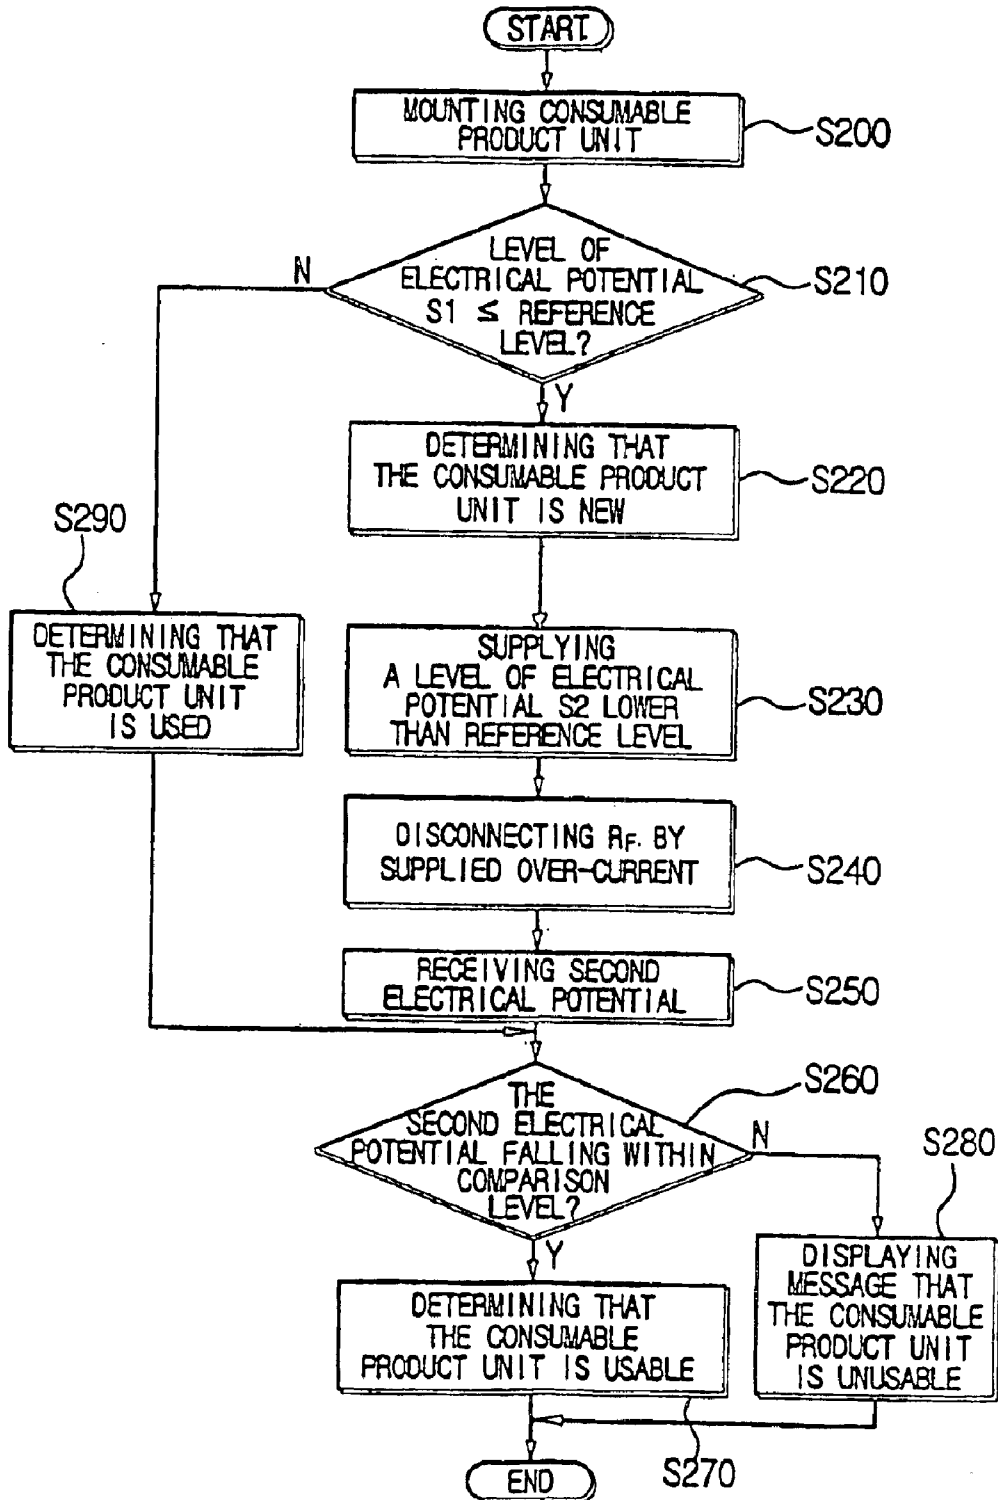 START
MOUNTING CONSUMABLE
PRODUCT UNIT
S200
LEVEL OF
ELECTRICAL POTENTIAL
S1 ≤ REFERENCE
LEVEL?
S210
N
Y
DETERMINING THAT
THE CONSUMABLE PRODUCT
UNIT IS NEW
S220
S290
DETERMINING THAT
THE CONSUMABLE
PRODUCT UNIT
IS USED
SUPPLYING
A LEVEL OF ELECTRICAL
POTENTIAL S2 LOWER
THAN REFERENCE LEVEL
S230
DISCONNECTING RF. BY
SUPPLIED OVER-CURRENT
S240
RECEIVING SECOND
ELECTRICAL POTENTIAL
S250
THE
SECOND ELECTRICAL
POTENTIAL FALLING WITHIN
COMPARISON
LEVEL?
S260
N
Y
S280
DISPLAYING
MESSAGE THAT
THE CONSUMABLE
PRODUCT UNIT
IS UNUSABLE
DETERMINING THAT
THE CONSUMABLE
PRODUCT UNIT IS USABLE
S270
END